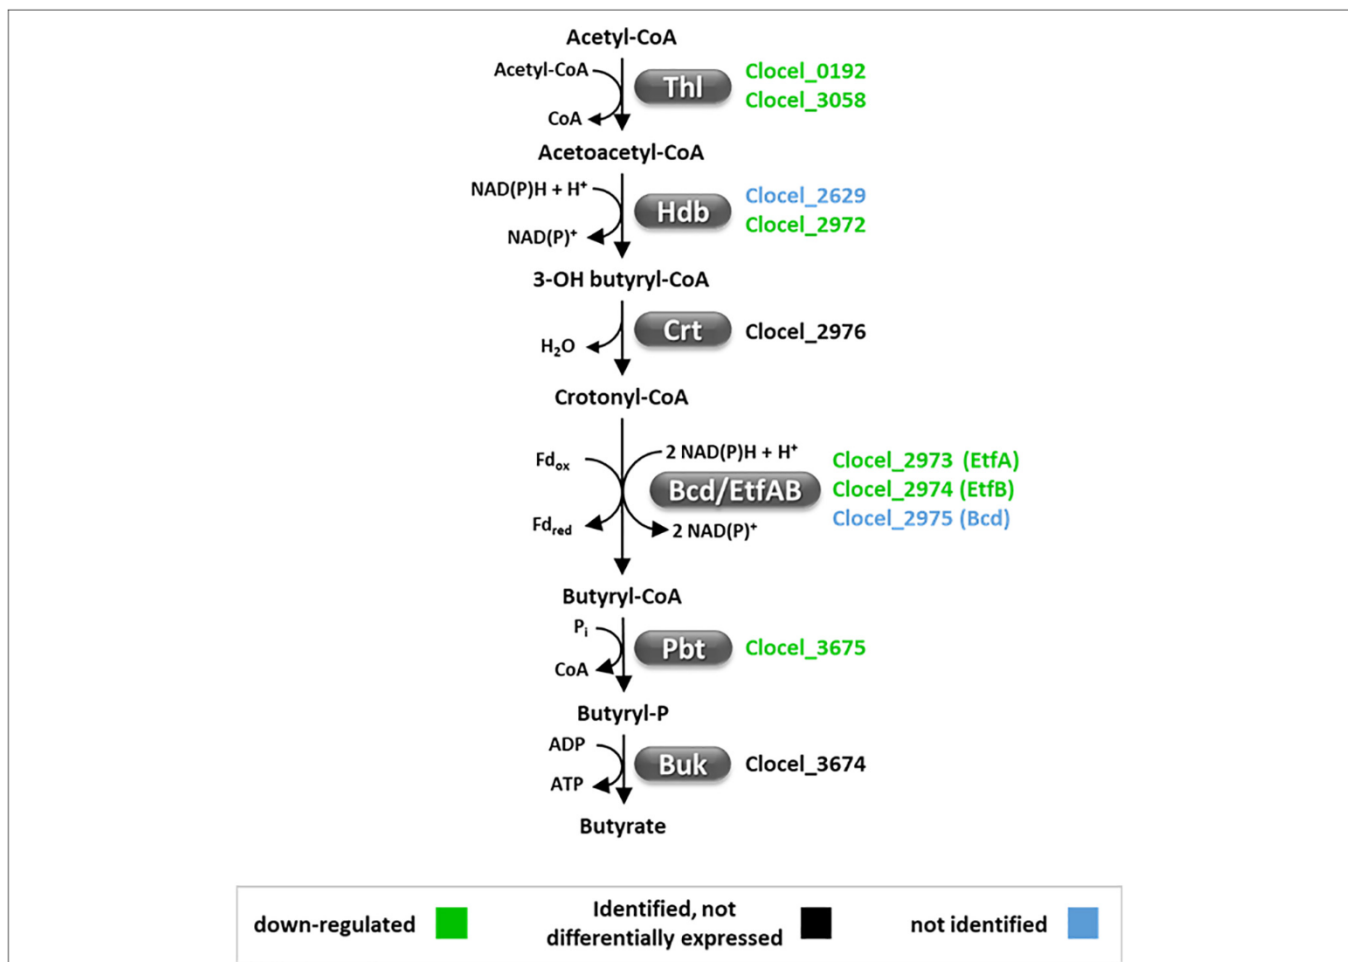 Acetyl-CoA
Acetyl-CoA
Thl
Clocel_0192
Clocel_3058
CoA
Acetoacetyl-CoA
NAD(P)H + H⁺
Hdb
Clocel_2629
Clocel_2972
NAD(P)⁺
3-OH butyryl-CoA
Crt
Clocel_2976
H₂O
Crotonyl-CoA
Fd_ox
2 NAD(P)H + H⁺
Bcd/EtfAB
Clocel_2973 (EtfA)
Clocel_2974 (EtfB)
Clocel_2975 (Bcd)
Fd_red
2 NAD(P)⁺
Butyryl-CoA
Pᵢ
Pbt
Clocel_3675
CoA
Butyryl-P
ADP
Buk
Clocel_3674
ATP
Butyrate
down-regulated
Identified, not
differentially expressed
not identified